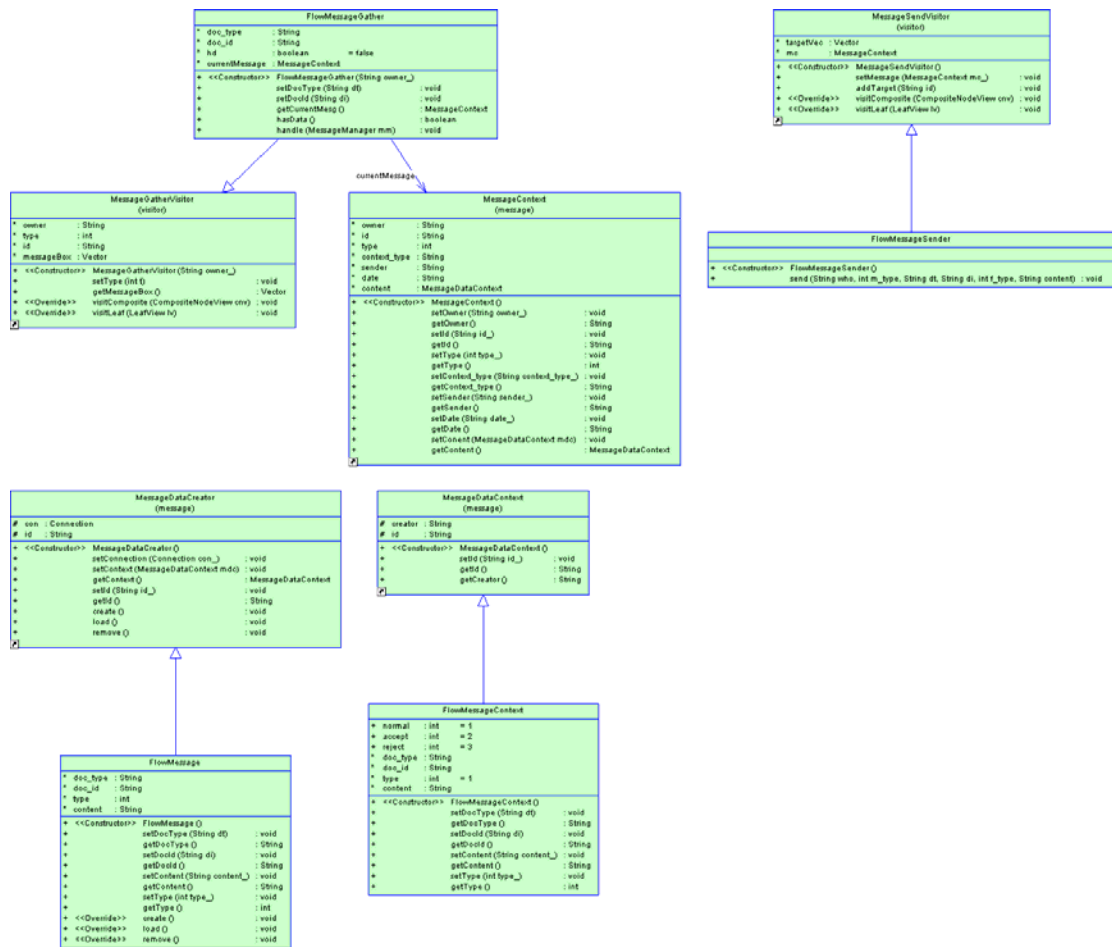 FlowMessageGather
* doc_type : String
* doc_id : String
* hd : boolean = false
* currentMessage : MessageContext
+ <<Constructor>> FlowMessageGather (String owner_)
+ setDocType (String dt) : void
+ setDocId (String di) : void
+ getCurrentMesg () : MessageContext
+ hasData () : boolean
+ handle (MessageManager mm) : void
MessageSendVisitor
(visitor)
* targetVec : Vector
* mc : MessageContext
+ <<Constructor>> MessageSendVisitor ()
+ setMessage (MessageContext mc_) : void
+ addTarget (String id) : void
+ <<Override>> visitComposite (CompositeNodeView cnv) : void
+ <<Override>> visitLeaf (LeafView lv) : void
currentMessage
MessageGatherVisitor
(visitor)
* owner : String
* type : int
* id : String
* messageBox : Vector
+ <<Constructor>> MessageGatherVisitor (String owner_)
+ setType (int t) : void
+ getMessageBox () : Vector
+ <<Override>> visitComposite (CompositeNodeView cnv) : void
+ <<Override>> visitLeaf (LeafView lv) : void
MessageContext
(message)
* owner : String
* id : String
* type : int
* context_type : String
* sender : String
* date : String
* content : MessageDataContext
+ <<Constructor>> MessageContext ()
+ setOwner (String owner_) : void
+ getOwner () : String
+ setId (String id_) : void
+ getId () : String
+ setType (int type_) : void
+ getType () : int
+ setContext_type (String context_type_) : void
+ getContext_type () : String
+ setSender (String sender_) : void
+ getSender () : String
+ setDate (String date_) : void
+ getDate () : String
+ setConent (MessageDataContext mdc) : void
+ getContent () : MessageDataContext
FlowMessageSender
+ <<Constructor>> FlowMessageSender ()
+ send (String who, int m_type, String dt, String di, int f_type, String content) : void
MessageDataCreator
(message)
# con : Connection
# id : String
+ <<Constructor>> MessageDataCreator ()
+ setConnection (Connection con_) : void
+ setContext (MessageDataContext mdc) : void
+ getContext () : MessageDataContext
+ setId (String id_) : void
+ getId () : String
+ create () : void
+ load () : void
+ remove () : void
MessageDataContext
(message)
# creator : String
# id : String
+ <<Constructor>> MessageDataContext ()
+ setId (String id_) : void
+ getId () : String
+ getCreator () : String
FlowMessageContext
+ normal : int = 1
+ accept : int = 2
+ reject : int = 3
* doc_type : String
* doc_id : String
* type : int = 1
* content : String
+ <<Constructor>> FlowMessageContext ()
+ setDocType (String dt) : void
+ getDocType () : String
+ setDocId (String di) : void
+ getDocId () : String
+ setContent (String content_) : void
+ getContent () : String
+ setType (int type_) : void
+ getType () : int
FlowMessage
* doc_type : String
* doc_id : String
* type : int
* content : String
+ <<Constructor>> FlowMessage ()
+ setDocType (String dt) : void
+ getDocType () : String
+ setDocId (String di) : void
+ getDocId () : String
+ setContent (String content_) : void
+ getContent () : String
+ setType (int type_) : void
+ getType () : int
+ <<Override>> create () : void
+ <<Override>> load () : void
+ <<Override>> remove () : void